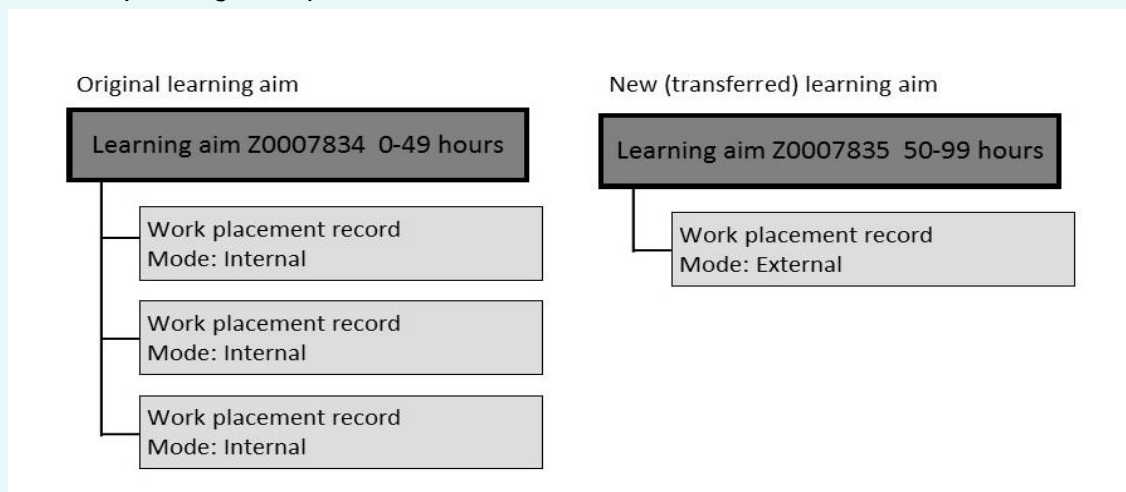 Original learning aim
Learning aim Z0007834 0-49 hours
Work placement record
Mode: Internal
Work placement record
Mode: Internal
Work placement record
Mode: Internal
New (transferred) learning aim
Learning aim Z0007835 50-99 hours
Work placement record
Mode: External